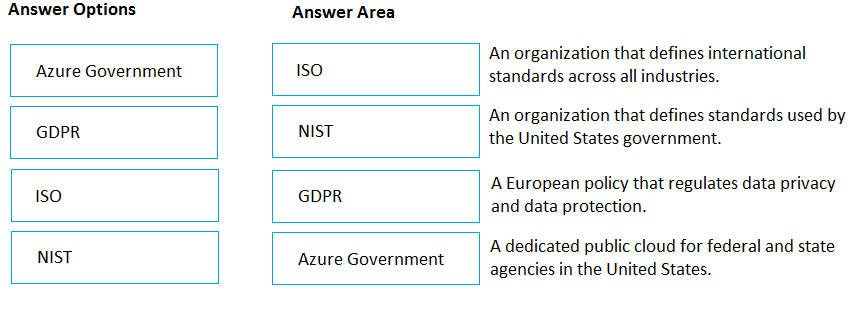 Answer Options
Answer Area
Azure Government
ISO
An organization that defines international
standards across all industries.
GDPR
NIST
An organization that defines standards used by
the United States government.
ISO
GDPR
A European policy that regulates data privacy
and data protection.
NIST
Azure Government
A dedicated public cloud for federal and state
agencies in the United States.